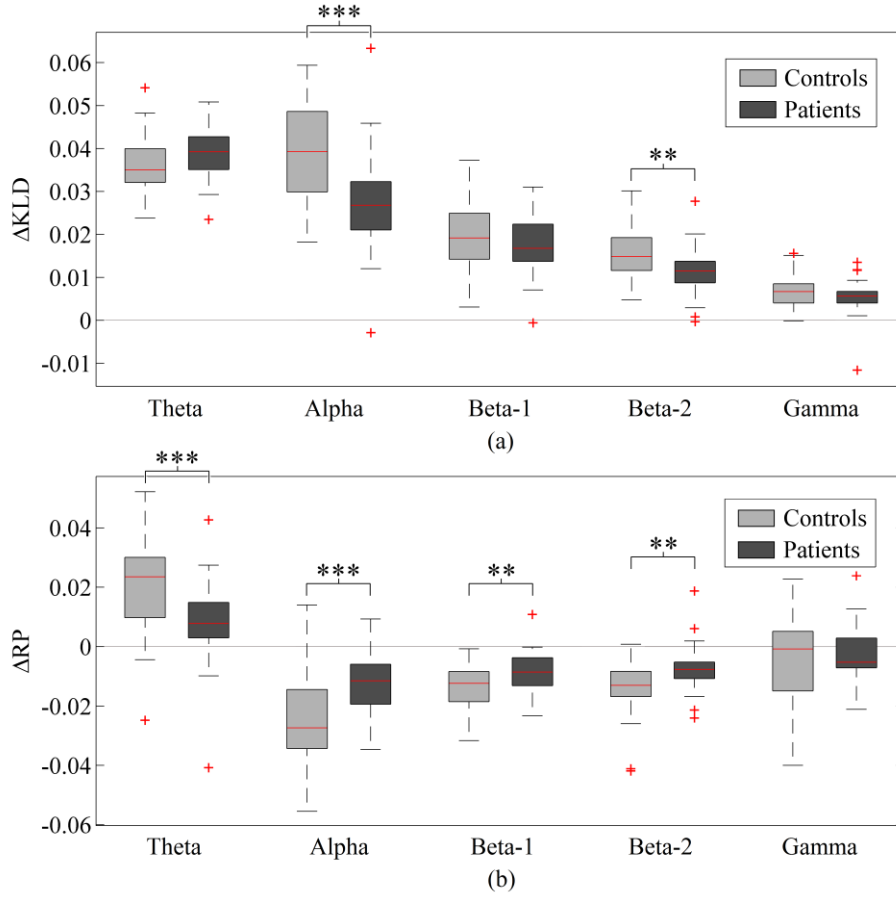 ***
0.06
Controls
0.05
Patients
0.04
**
0.03
ΔKLD
0.02
0.01
0
-0.01
Theta Alpha Beta-1 Beta-2 Gamma
(a)
***
0.04
Controls
**
Patients
***
**
0.02
0
ΔRP
-0.02
-0.04
-0.06
Theta Alpha Beta-1 Beta-2 Gamma
(b)